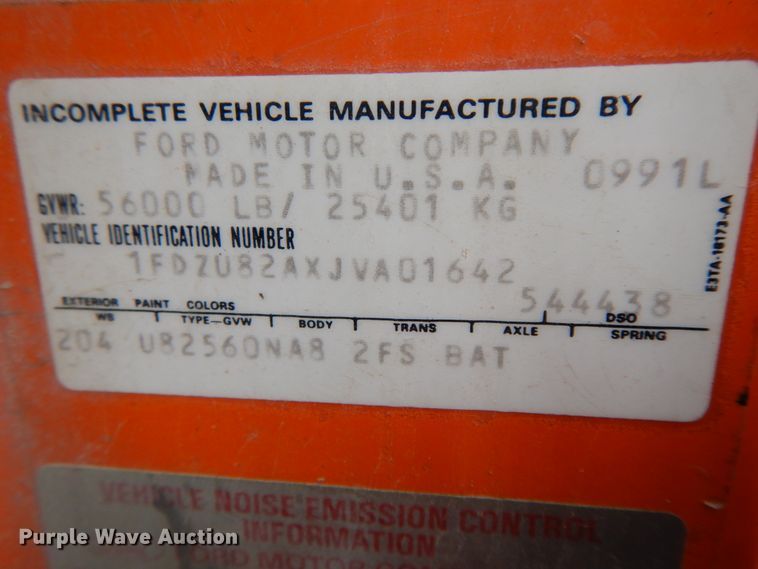 INCOMPLETE VEHICLE MANUFACTURED BY
FORD MOTOR COMPANY
MADE IN U.S.A. 0991L
GVWR: 56000 LB/ 25401 KG
VEHICLE IDENTIFICATION NUMBER
1FDZU82AXJVA01642
EXTERIOR PAINT COLORS 544438 DSO
WB TYPE-GVW BODY TRANS AXLE SPRING
204 U82560NA8 2FS BAT
E3TA-18173-AA
VEHICLE NOISE EMISSION CONTROL
INFORMATION
FORD MOTOR
Purple Wave Auction